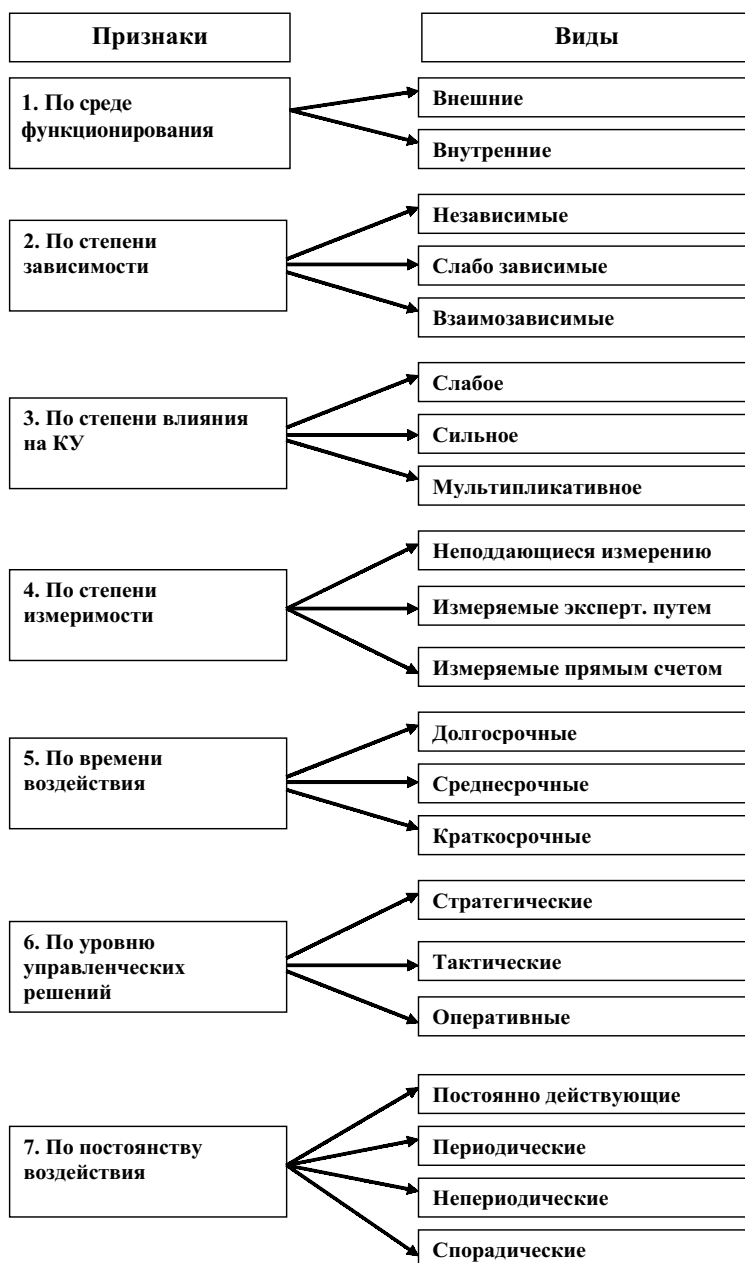 Признаки
Виды
1. По среде
функционирования
Внешние
Внутренние
2. По степени
зависимости
Независимые
Слабо зависимые
Взаимозависимые
3. По степени влияния
на КУ
Слабое
Сильное
Мультипликативное
4. По степени
измеримости
Неподдающиеся измерению
Измеряемые эксперт. путем
Измеряемые прямым счетом
5. По времени
воздействия
Долгосрочные
Среднесрочные
Краткосрочные
6. По уровню
управленческих
решений
Стратегические
Тактические
Оперативные
7. По постоянству
воздействия
Постоянно действующие
Периодические
Непериодические
Спорадические